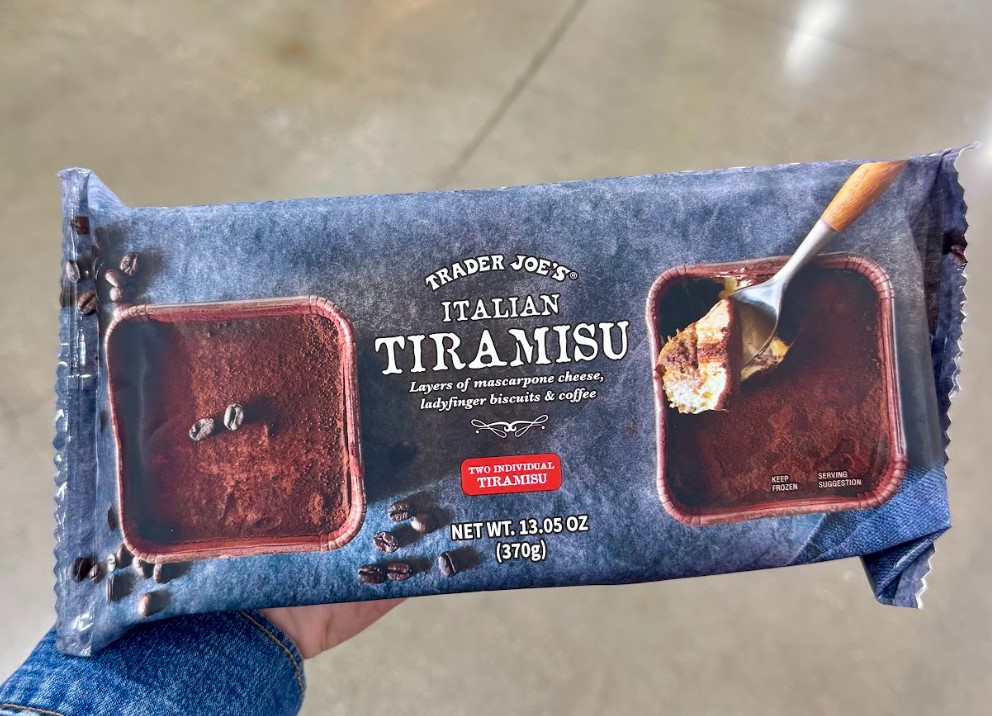 TRADER JOE'S®
ITALIAN
TIRAMISU
Layers of mascarpone cheese,
ladyfinger biscuits & coffee
TWO INDIVIDUAL
TIRAMISU
NET WT. 13.05 OZ
(370g)
KEEP
FROZEN
SERVING
SUGGESTION